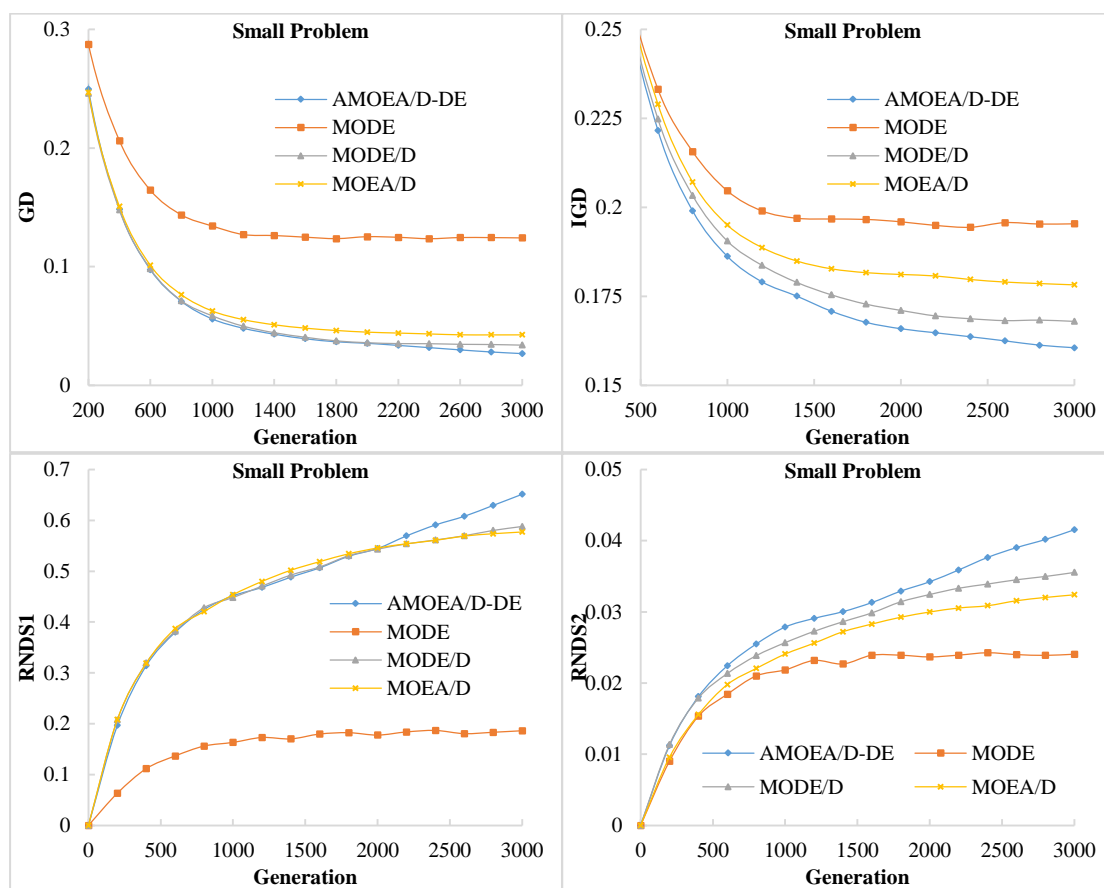 Small Problem
0.3
0.2
0.1
0
GD
AMOEA/D-DE
MODE
MODE/D
MOEA/D
200 600 1000 1400 1800 2200 2600 3000
Generation
Small Problem
0.25
0.225
0.2
0.175
0.15
IGD
AMOEA/D-DE
MODE
MODE/D
MOEA/D
500 1000 1500 2000 2500 3000
Generation
Small Problem
0.7
0.6
0.5
0.4
0.3
0.2
0.1
0
RNDS1
AMOEA/D-DE
MODE
MODE/D
MOEA/D
0 500 1000 1500 2000 2500 3000
Generation
Small Problem
0.05
0.04
0.03
0.02
0.01
0
RNDS2
AMOEA/D-DE MODE
MODE/D MOEA/D
0 500 1000 1500 2000 2500 3000
Generation